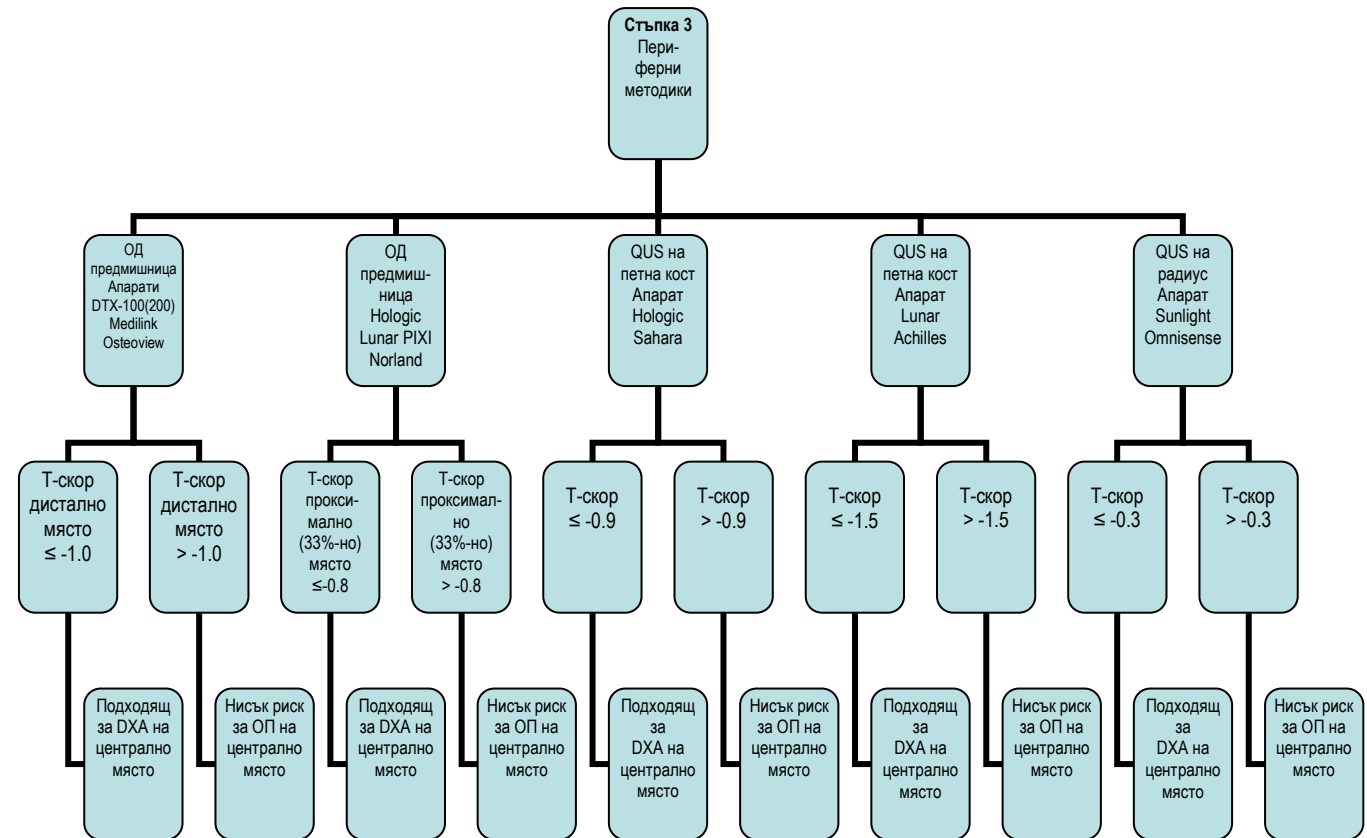 Стъпка 3
Пери-
ферни
методики
ОД
предмишница
Апарати
DTX-100(200)
Medilink
Osteoview
ОД
предмиш-
ница
Hologic
Lunar PIXI
Norland
QUS на
петна кост
Апарат
Hologic
Sahara
QUS на
петна кост
Апарат
Lunar
Achilles
QUS на
радиус
Апарат
Sunlight
Omnisense
Т-скор
дистално
място
≤ -1.0
Т-скор
дистално
място
> -1.0
Т-скор
прокси-
мално
(33%-но)
място
≤-0.8
Т-скор
проксимал-
но
(33%-но)
място
> -0.8
Т-скор
≤ -0.9
Т-скор
> -0.9
Т-скор
≤ -1.5
Т-скор
> -1.5
Т-скор
≤ -0.3
Т-скор
> -0.3
Подходящ
за DXA на
централно
място
Нисък риск
за ОП на
централно
място
Подходящ
за DXA на
централно
място
Нисък риск
за ОП на
централно
място
Подходящ
за
DXA на
централно
място
Нисък риск
за ОП на
централно
място
Подходящ
за
DXA на
централно
място
Нисък риск
за ОП на
централно
място
Подходящ
за
DXA на
централно
място
Нисък риск
за ОП на
централно
място